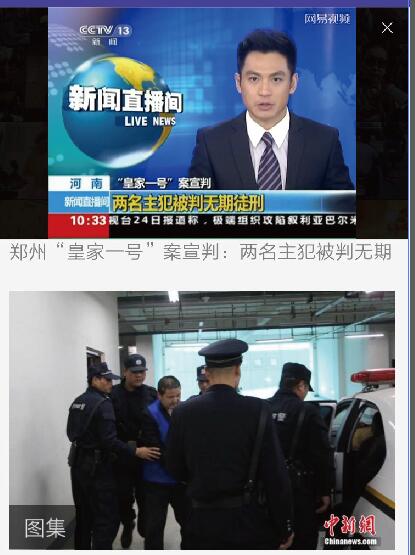 CCTV 13
新闻
网易视频
新闻直播间
LIVE NEWS
河南 “皇家一号”案宣判
新闻直播间 两名主犯被判无期徒刑
10:33 视台24日报道称，极端组织攻陷叙利亚巴尔米
郑州“皇家一号”案宣判：两名主犯被判无期
图集
中新网